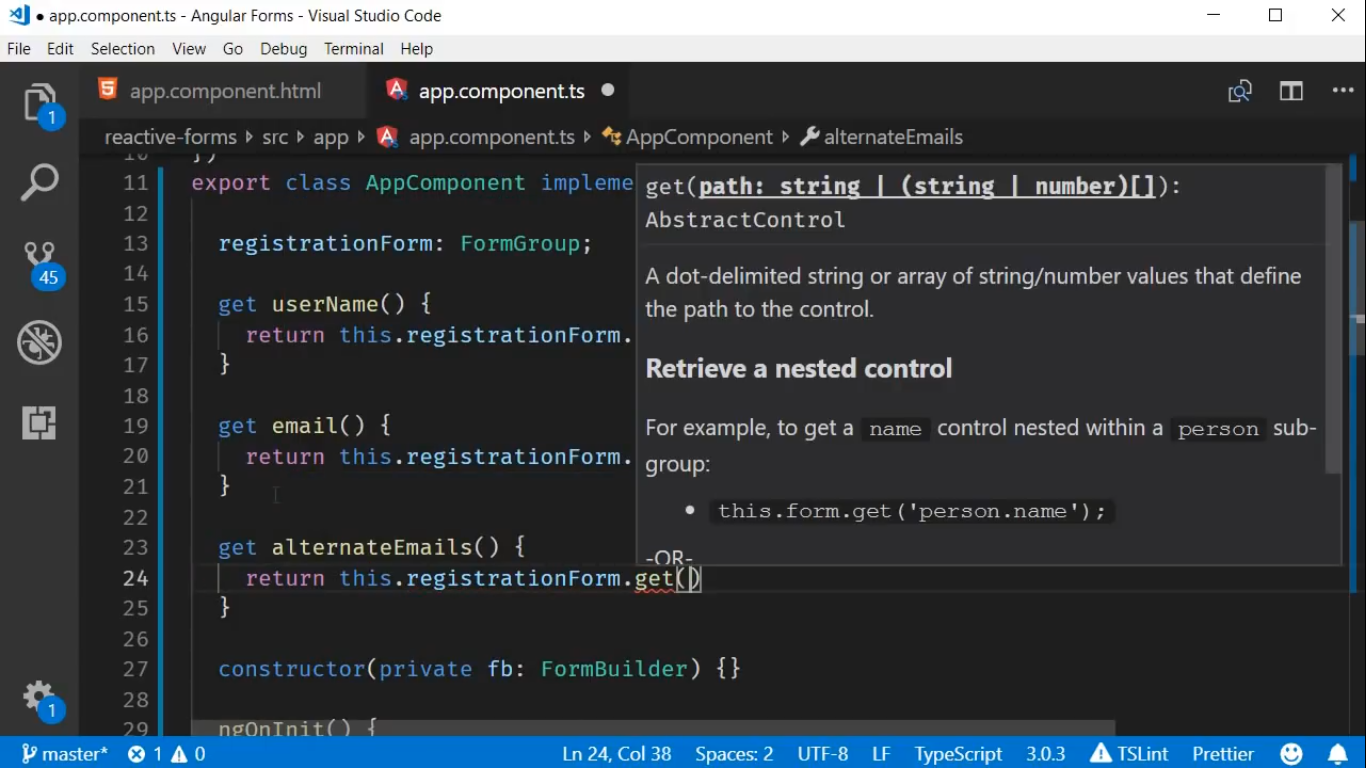 app.component.ts - Angular Forms - Visual Studio Code
File Edit Selection View Go Debug Terminal Help
app.component.html app.component.ts
reactive-forms src app app.component.ts AppComponent alternateEmails
10 })
11 export class AppComponent impleme
12
13 registrationForm: FormGroup;
14
15 get userName() {
16 return this.registrationForm.
17 }
18
19 get email() {
20 return this.registrationForm.
21 }
22
23 get alternateEmails() {
24 return this.registrationForm.get()
25 }
26
27 constructor(private fb: FormBuilder) {}
28
29 ngOnInit() {
get(path: string | (string | number)[]):
AbstractControl
A dot-delimited string or array of string/number values that define
the path to the control.
Retrieve a nested control
For example, to get a name control nested within a person sub-
group:
• this.form.get('person.name');
-OR-
1
45
1
master* 1 0 Ln 24, Col 38 Spaces: 2 UTF-8 LF TypeScript 3.0.3 TSLint Prettier